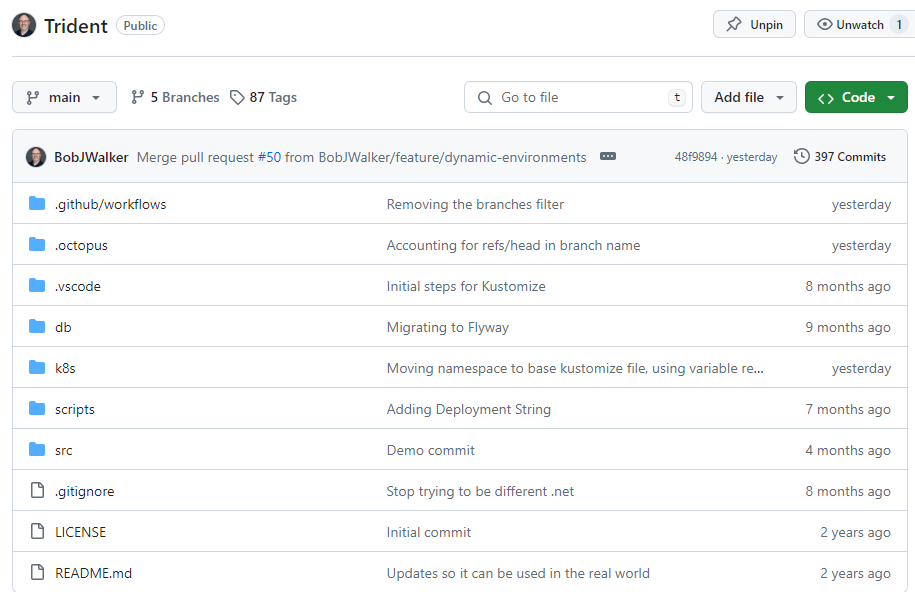 Trident Public Pin Unwatch 1
main 5 Branches 87 Tags Go to file t Add file Code
BobJWalker Merge pull request #50 from BobJWalker/feature/dynamic-environments 48f9894 · yesterday 397 Commits
.github/workflows Removing the branches filter yesterday
.octopus Accounting for refs/head in branch name yesterday
.vscode Initial steps for Kustomize 8 months ago
db Migrating to Flyway 9 months ago
k8s Moving namespace to base kustomize file, using variable re... yesterday
scripts Adding Deployment String 7 months ago
src Demo commit 4 months ago
.gitignore Stop trying to be different .net 8 months ago
LICENSE Initial commit 2 years ago
README.md Updates so it can be used in the real world 2 years ago